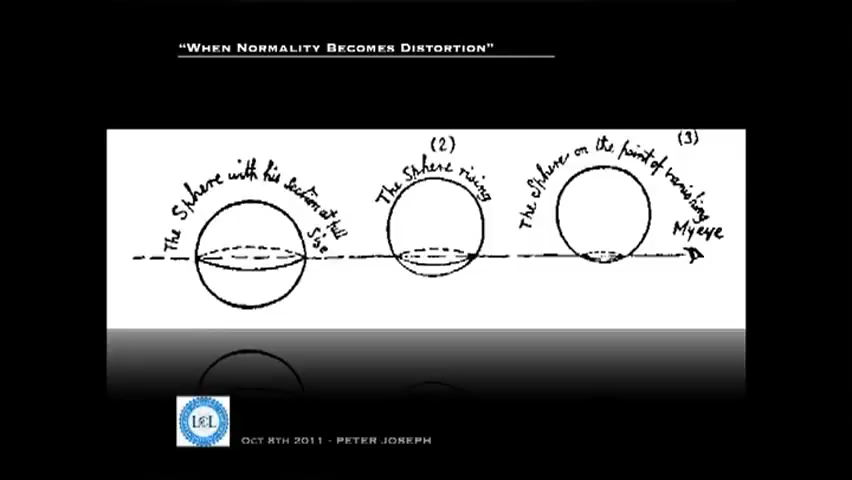 “When Normality Becomes Distortion”
The Sphere with his section at full
size
(2)
The Sphere rising
(3)
The Sphere on the point of vanishing
My eye
LCL
Oct 8th 2011 - Peter Joseph